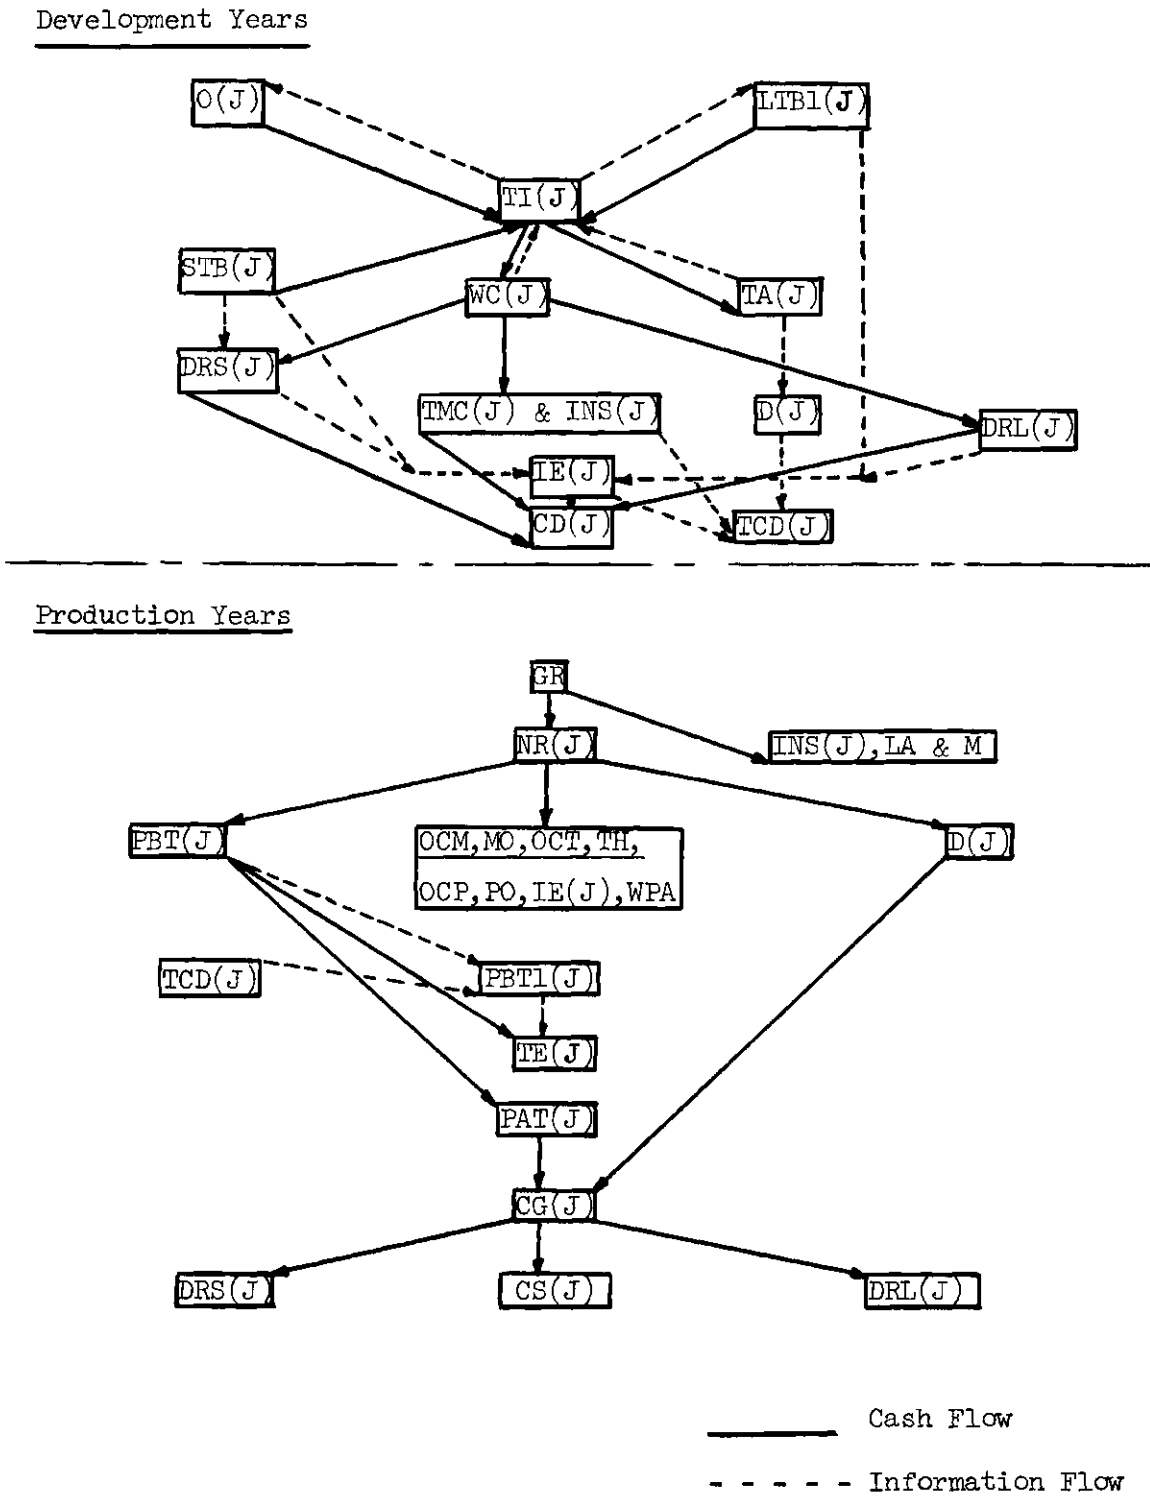 Development Years
O(J)
LTB1(J)
TI(J)
STB(J)
WC(J)
TA(J)
DRS(J)
TMC(J) & INS(J)
D(J)
DRL(J)
IE(J)
CD(J)
TCD(J)
Production Years
GR
NR(J)
INS(J),LA & M
PBT(J)
OCM,MO,OCT,TH,
OCP,PO,IE(J),WPA
D(J)
TCD(J)
PBT1(J)
TE(J)
PAT(J)
CG(J)
DRS(J)
CS(J)
DRL(J)
Cash Flow
Information Flow